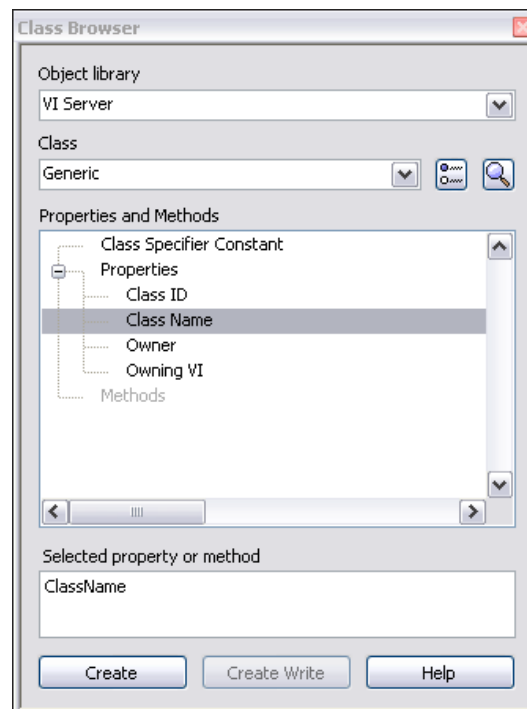 Class Browser
Object library
VI Server
Class
Generic
Properties and Methods
Class Specifier Constant
Properties
Class ID
Class Name
Owner
Owning VI
Methods
Selected property or method
ClassName
Create
Create Write
Help